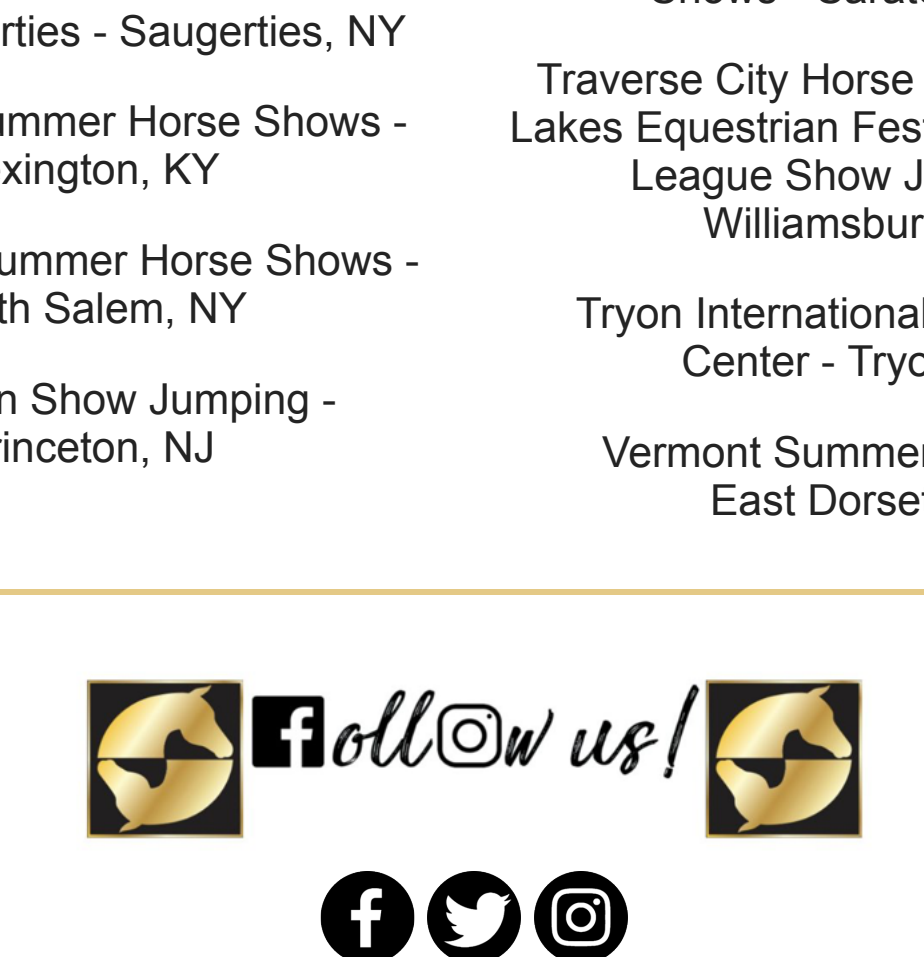 rties - Saugerties, NY
ummer Horse Shows -
xington, KY
ummer Horse Shows -
th Salem, NY
n Show Jumping -
rinceton, NJ
Traverse City Horse
Lakes Equestrian Fes
League Show J
Williamsbur
Tryon International
Center - Tryo
Vermont Summer
East Dorset
follow us!